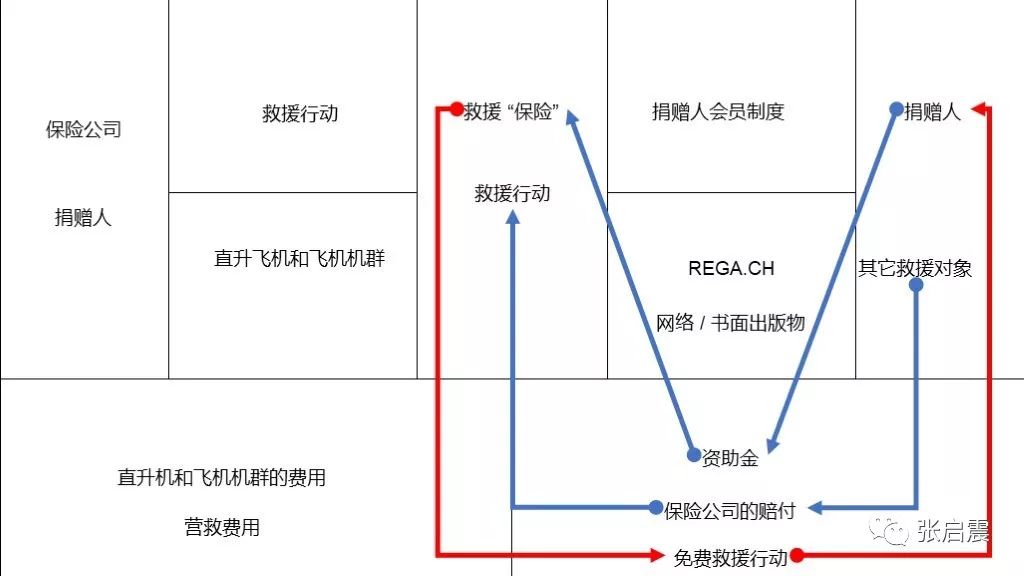 保险公司
捐赠人
救援行动
直升飞机和飞机机群
救援 “保险”
救援行动
捐赠人会员制度
REGA.CH
网络 / 书面出版物
捐赠人
其它救援对象
直升机和飞机机群的费用
营救费用
资助金
保险公司的赔付
免费救援行动
张启震